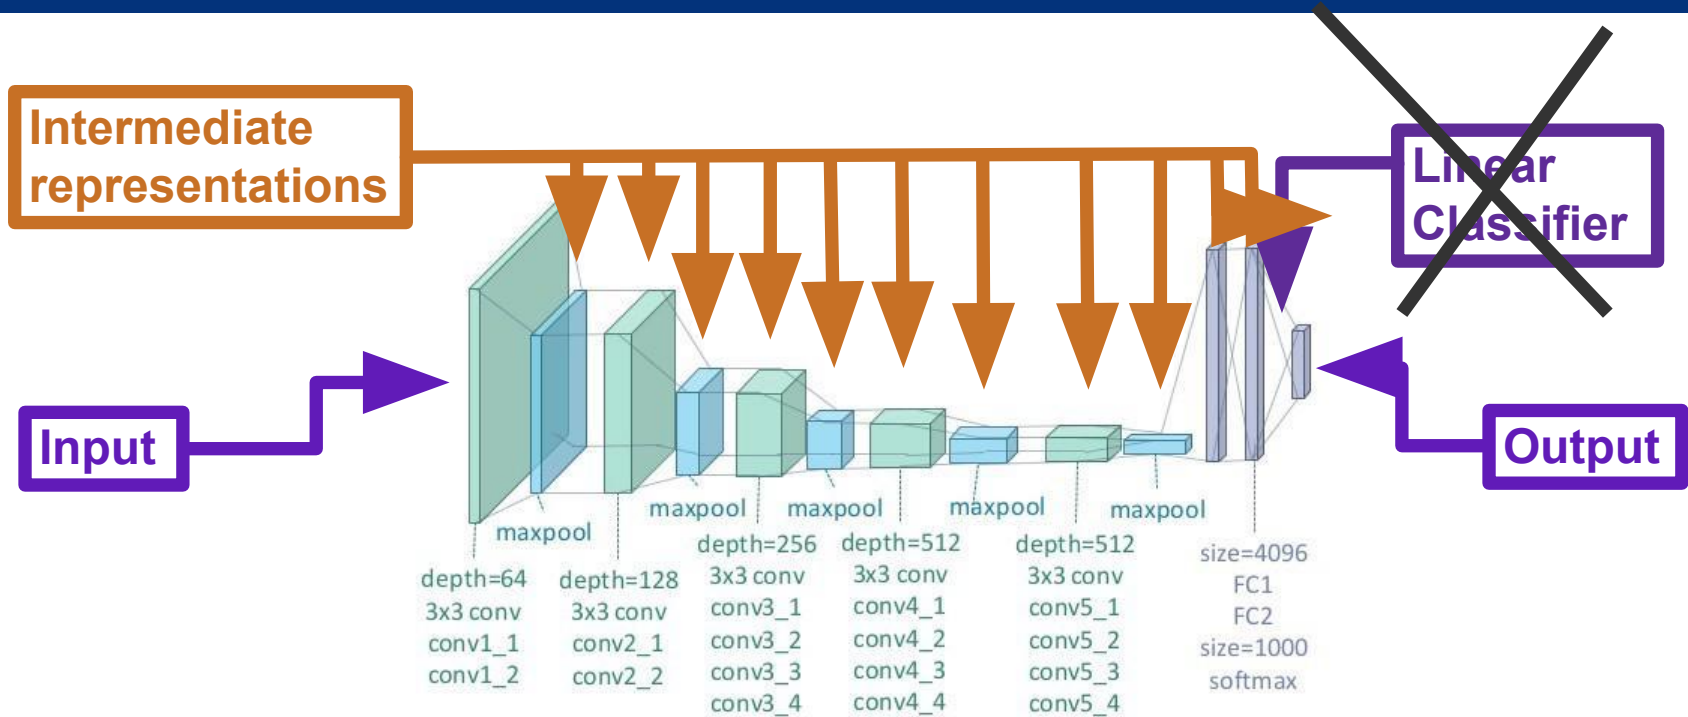 Intermediate
representations
Linear
Classifier
Input
Output
maxpool
maxpool
maxpool
maxpool
maxpool
depth=64
3x3 conv
conv1_1
conv1_2
depth=128
3x3 conv
conv2_1
conv2_2
depth=256
3x3 conv
conv3_1
conv3_2
conv3_3
conv3_4
depth=512
3x3 conv
conv4_1
conv4_2
conv4_3
conv4_4
depth=512
3x3 conv
conv5_1
conv5_2
conv5_3
conv5_4
size=4096
FC1
FC2
size=1000
softmax